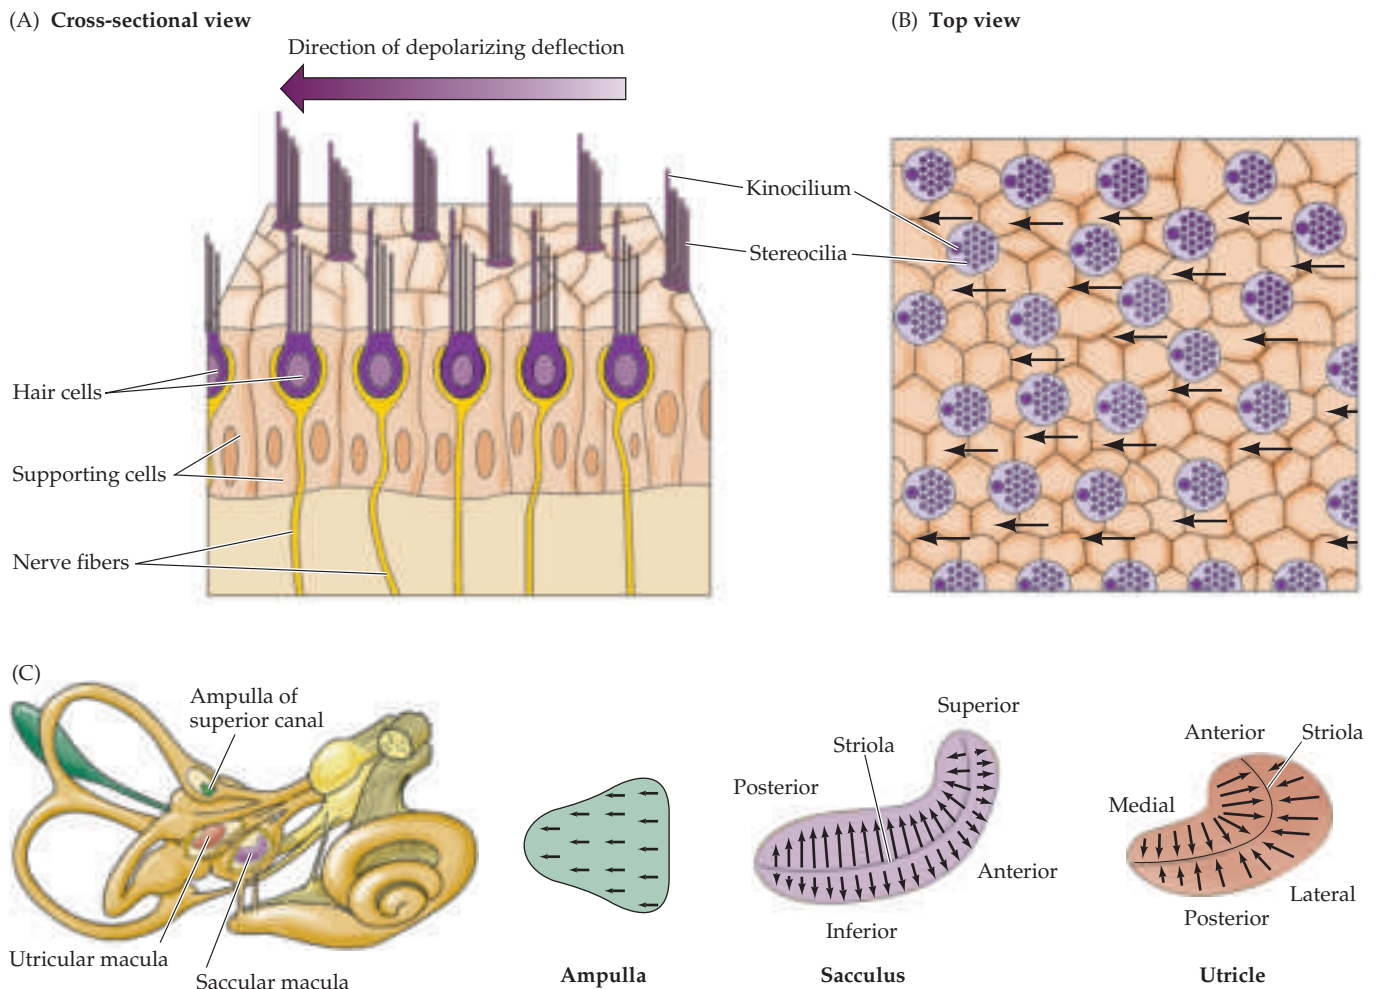 (A) Cross-sectional view
Direction of depolarizing deflection
Hair cells
Supporting cells
Nerve fibers
(B) Top view
Kinocilium
Stereocilia
(C)
Ampulla of
superior canal
Utricular macula
Saccular macula
Ampulla
Superior
Striola
Posterior
Anterior
Inferior
Sacculus
Anterior
Striola
Medial
Lateral
Posterior
Utricle